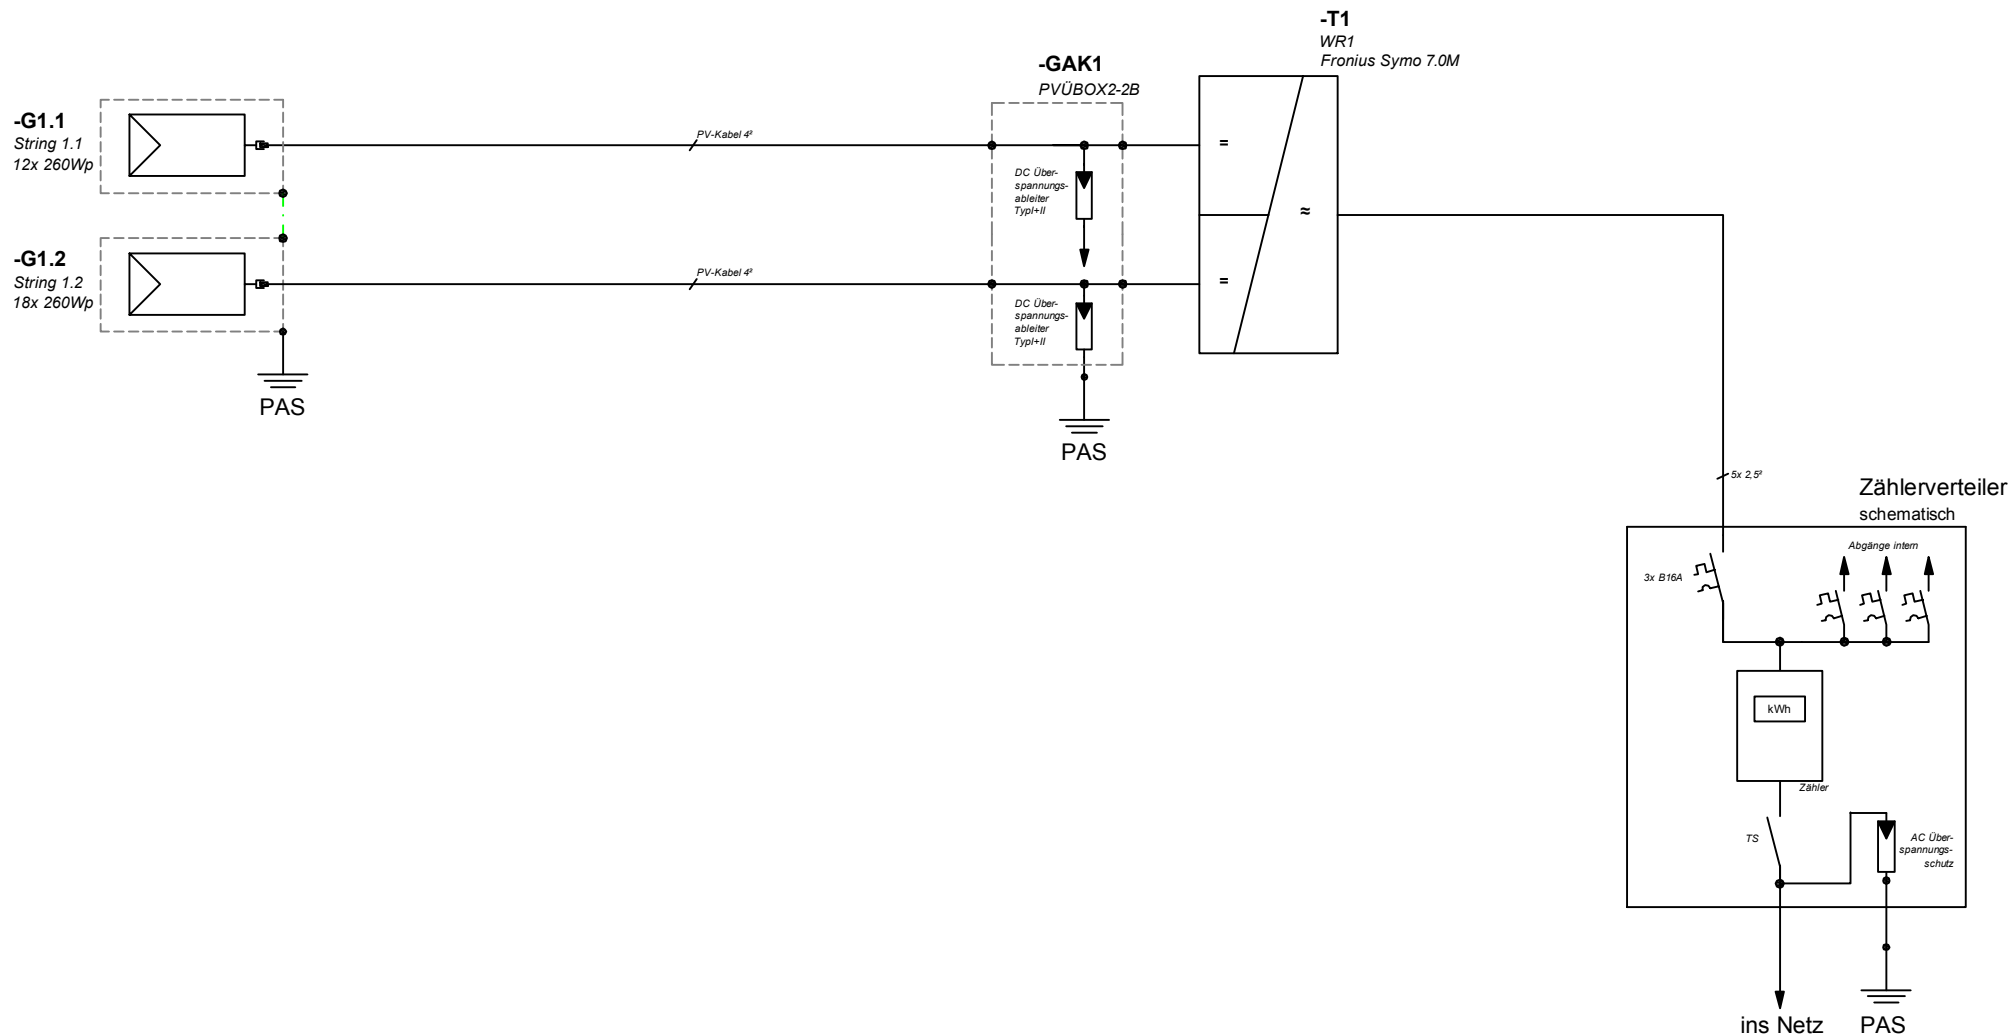 -T1
WR1
Fronius Symo 7.0M
-GAK1
PVÜBOX2-2B
-G1.1
String 1.1
12x 260Wp
PV-Kabel 4²
=
DC Über-
spannungs-
ableiter
TypI+II
≈
-G1.2
String 1.2
18x 260Wp
PV-Kabel 4²
=
DC Über-
spannungs-
ableiter
TypI+II
PAS
PAS
5x 2,5²
Zählerverteiler
schematisch
Abgänge intern
3x B16A
kWh
Zähler
TS
AC Über-
spannungs-
schutz
ins Netz
PAS